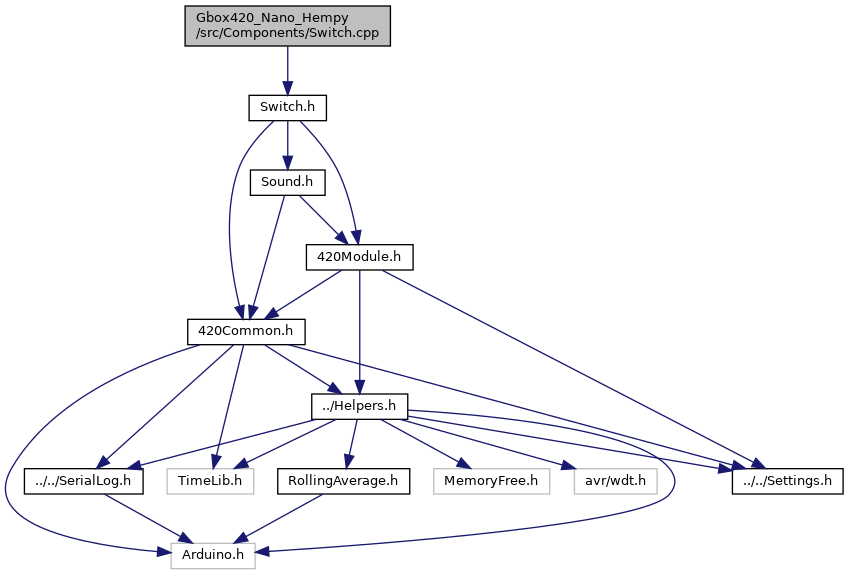 Gbox420_Nano_Hempy
/src/Components/Switch.cpp
Switch.h
Sound.h
420Module.h
420Common.h
../Helpers.h
../../SerialLog.h
TimeLib.h
RollingAverage.h
MemoryFree.h
avr/wdt.h
../../Settings.h
Arduino.h